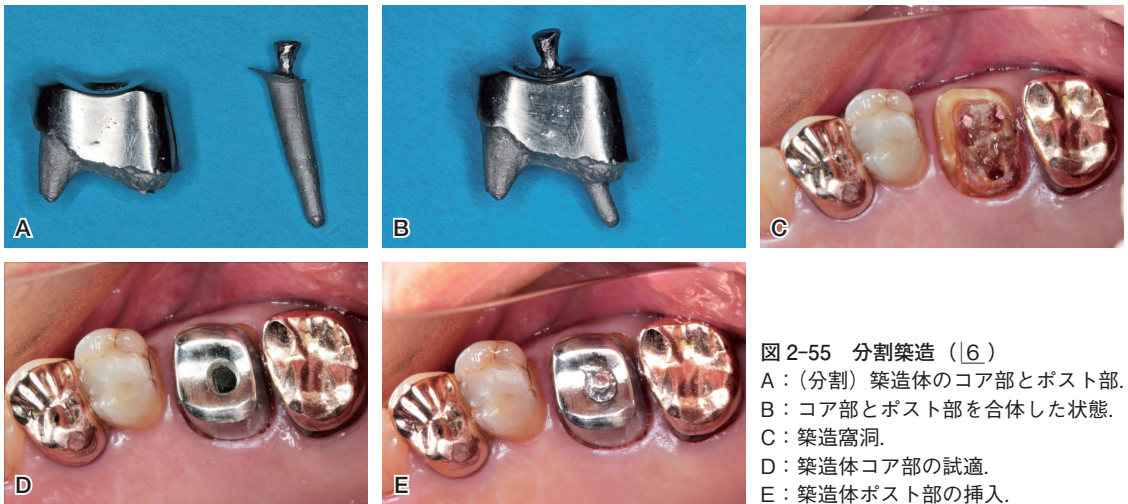 A
B
C
D
E
図 2-55 分割築造（⎿6）
A：（分割）築造体のコア部とポスト部．
B：コア部とポスト部を合体した状態．
C：築造窩洞．
D：築造体コア部の試適．
E：築造体ポスト部の挿入．